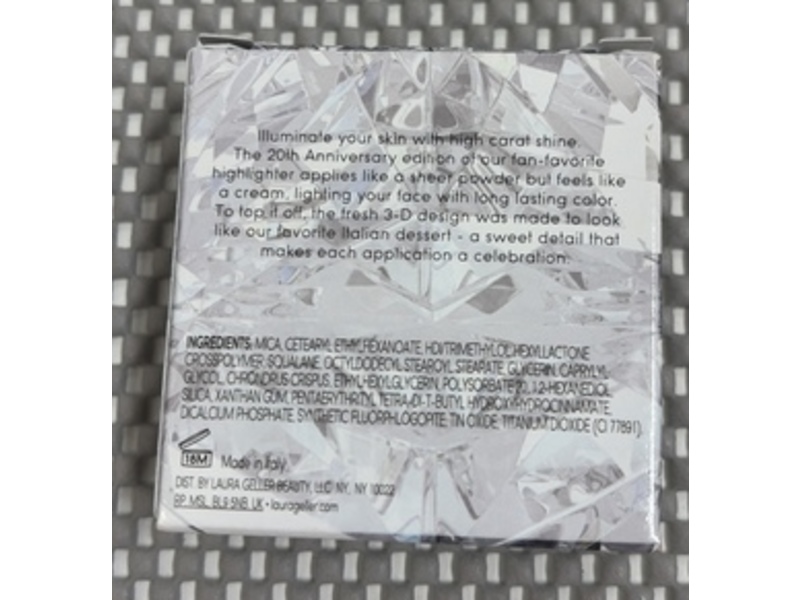 Illuminate your skin with high carat shine.
The 20th Anniversary edition of our fan-favorite
highlighter applies like a sheer powder but feels like
a cream, lighting your face with long lasting color.
To top it off, the fresh 3-D design was made to look
like our favorite Italian dessert - a sweet detail that
makes each application a celebration.
INGREDIENTS: MICA, CETEARYL ETHYLHEXANOATE, HDI/TRIMETHYLOL HEXYLLACTONE
CROSSPOLYMER, SQUALANE, OCTYLDODECYL STEAROYL STEARATE, GLYCERIN, CAPRYLYL
GLYCOL, CHRONDRUS CRISPUS, ETHYLHEXYLGLYCERIN, POLYSORBATE 20, 1,2-HEXANEDIOL,
SILICA, XANTHAN GUM, PENTAERYTHRITYL TETRA-DI-T-BUTYL HYDROXYHYDROCINNAMATE,
DICALCIUM PHOSPHATE, SYNTHETIC FLUORPHLOGOPITE, TIN OXIDE, TITANIUM DIOXIDE (CI 77891).
18M Made in Italy.
DIST. BY LAURA GELLER BEAUTY, LLC NY, NY 10022
RP: MSL, BL9 5NB UK • laurageller.com